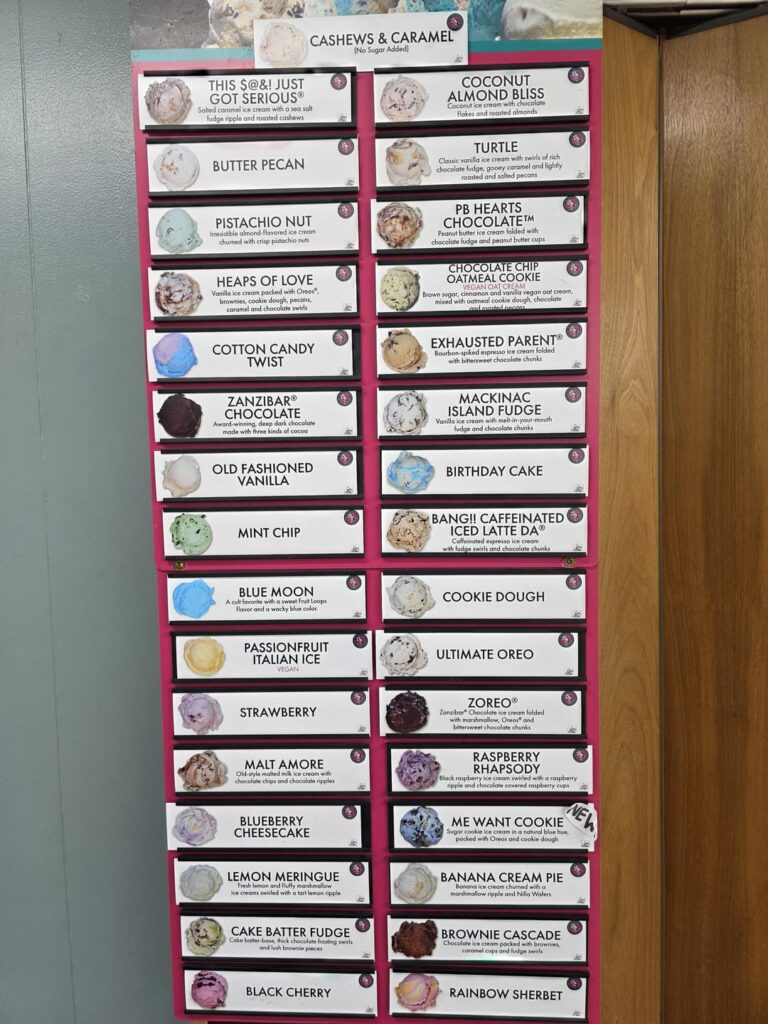 CASHEWS & CARAMEL
(No Sugar Added)
THIS $@&! JUST
GOT SERIOUS®
Salted caramel ice cream with a sea salt
fudge ripple and roasted cashews
COCONUT
ALMOND BLISS
Coconut ice cream with chocolate
flakes and roasted almonds
BUTTER PECAN
TURTLE
Classic vanilla ice cream with swirls of rich
chocolate fudge, gooey caramel and lightly
roasted and salted pecans
PISTACHIO NUT
Irresistible almond-flavored ice cream
churned with crisp pistachio nuts
PB HEARTS
CHOCOLATE™
Peanut butter ice cream folded with
chocolate fudge and peanut butter cups
HEAPS OF LOVE
Vanilla ice cream packed with Oreos®,
brownies, cookie dough, pecans,
caramel and chocolate swirls
CHOCOLATE CHIP
OATMEAL COOKIE
VEGAN OAT CREAM
Brown sugar, cinnamon and vanilla vegan oat cream,
mixed with oatmeal cookie dough, chocolate
and roasted pecans
COTTON CANDY
TWIST
EXHAUSTED PARENT®
Bourbon-spiked espresso ice cream folded
with bittersweet chocolate chunks
ZANZIBAR®
CHOCOLATE
Award-winning, deep dark chocolate
made with three kinds of cocoa
MACKINAC
ISLAND FUDGE
Vanilla ice cream with melt-in-your-mouth
fudge and chocolate chunks
OLD FASHIONED
VANILLA
BIRTHDAY CAKE
MINT CHIP
BANG!! CAFFEINATED
ICED LATTE DA®
Caffeinated espresso ice cream
with fudge swirls and chocolate chunks
BLUE MOON
A cult favorite with a sweet Fruit Loops
flavor and a wacky blue color.
COOKIE DOUGH
PASSIONFRUIT
ITALIAN ICE
VEGAN
ULTIMATE OREO
STRAWBERRY
ZOREO®
Zanzibar® Chocolate ice cream folded
with marshmallow, Oreos® and
bittersweet chocolate chunks
MALT AMORE
Old-style malted milk ice cream with
chocolate chips and chocolate ripples
RASPBERRY
RHAPSODY
Black raspberry ice cream swirled with a raspberry
ripple and chocolate covered raspberry cups
BLUEBERRY
CHEESECAKE
ME WANT COOKIE
Sugar cookie ice cream in a natural blue hue,
packed with Oreos and cookie dough
NEW
LEMON MERINGUE
Fresh lemon and fluffy marshmallow
ice creams swirled with a tart lemon ripple
BANANA CREAM PIE
Banana ice cream churned with a
marshmallow ripple and Nilla Wafers
CAKE BATTER FUDGE
Cake batter-base, thick chocolate frosting swirls
and lush brownie pieces
BROWNIE CASCADE
Chocolate ice cream packed with brownies,
caramel cups and fudge swirls
BLACK CHERRY
RAINBOW SHERBET